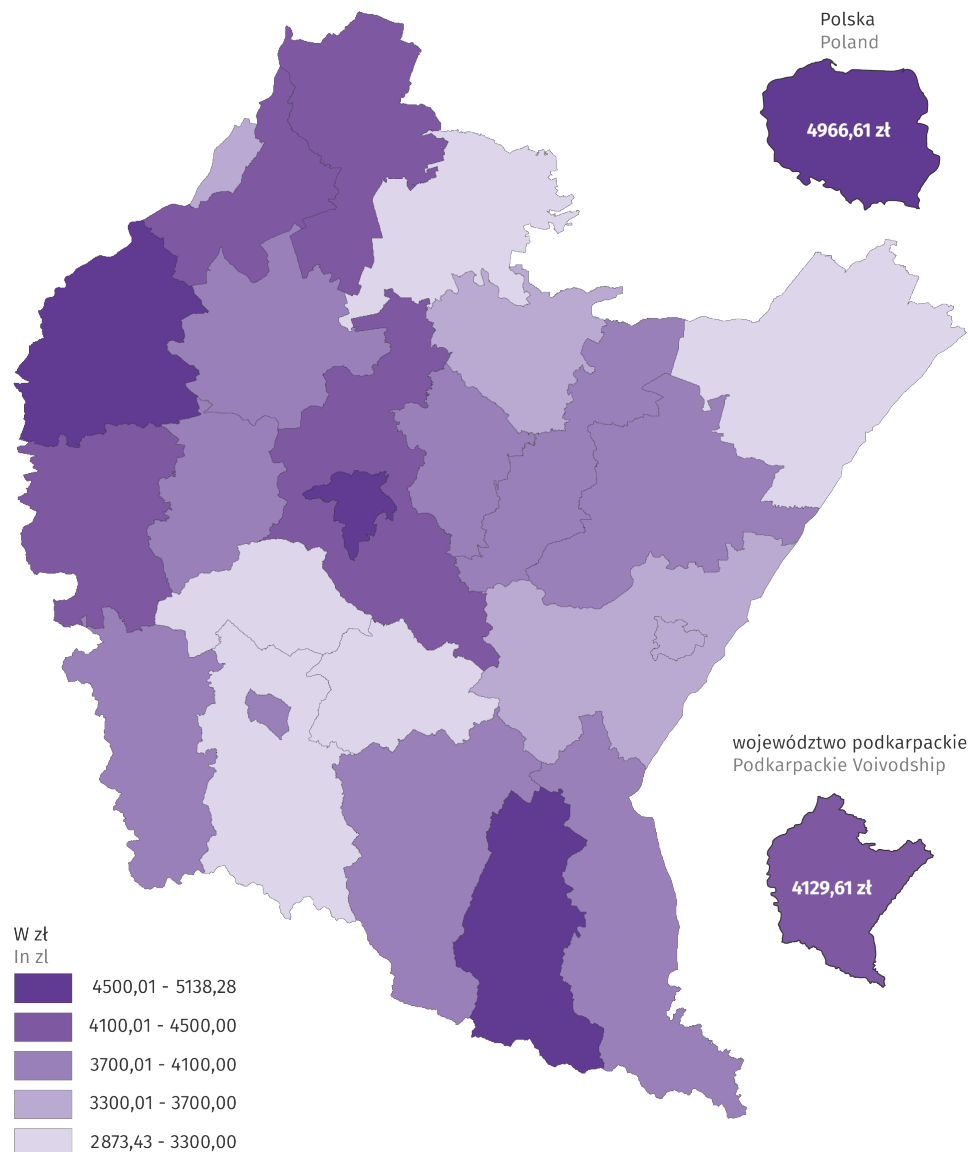 Polska
Poland
4966,61 zł
województwo podkarpackie
Podkarpackie Voivodship
4129,61 zł
W zł
In zl
4500,01 - 5138,28
4100,01 - 4500,00
3700,01 - 4100,00
3300,01 - 3700,00
2873,43 - 3300,00